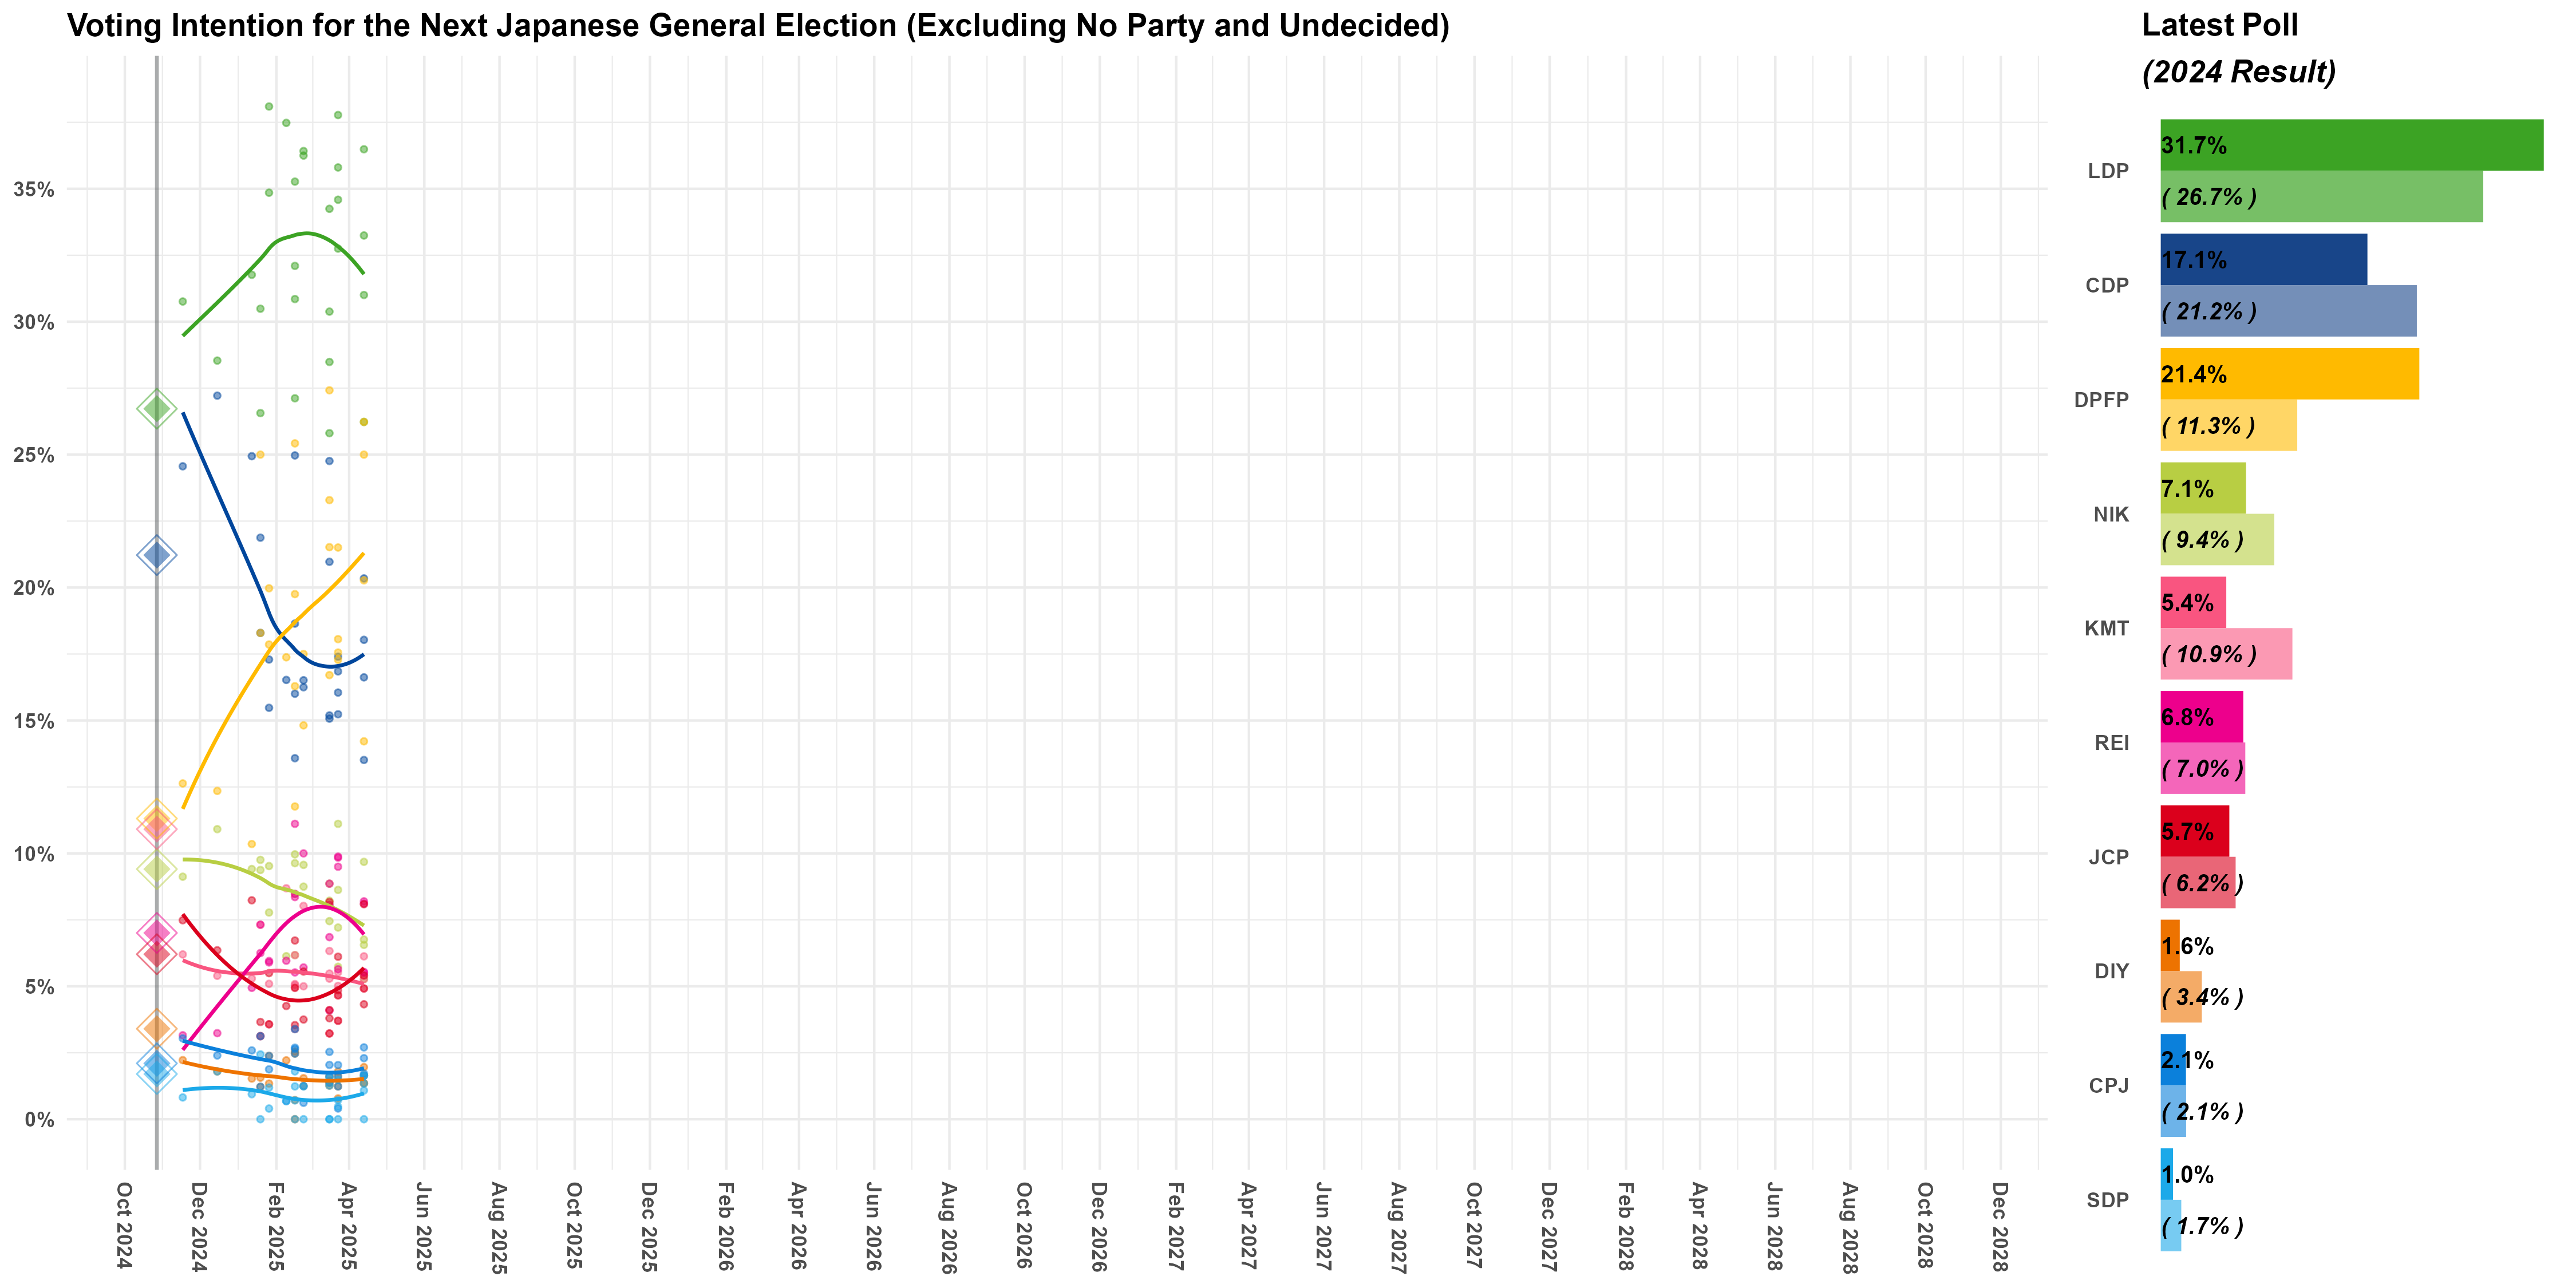 Voting Intention for the Next Japanese General Election (Excluding No Party and Undecided)
35%
30%
25%
20%
15%
10%
5%
0%
Oct 2024
Dec 2024
Feb 2025
Apr 2025
Jun 2025
Aug 2025
Oct 2025
Dec 2025
Feb 2026
Apr 2026
Jun 2026
Aug 2026
Oct 2026
Dec 2026
Feb 2027
Apr 2027
Jun 2027
Aug 2027
Oct 2027
Dec 2027
Feb 2028
Apr 2028
Jun 2028
Aug 2028
Oct 2028
Dec 2028
Latest Poll
(2024 Result)
LDP
31.7%
( 26.7% )
CDP
17.1%
( 21.2% )
DPFP
21.4%
( 11.3% )
NIK
7.1%
( 9.4% )
KMT
5.4%
( 10.9% )
REI
6.8%
( 7.0% )
JCP
5.7%
( 6.2% )
DIY
1.6%
( 3.4% )
CPJ
2.1%
( 2.1% )
SDP
1.0%
( 1.7% )